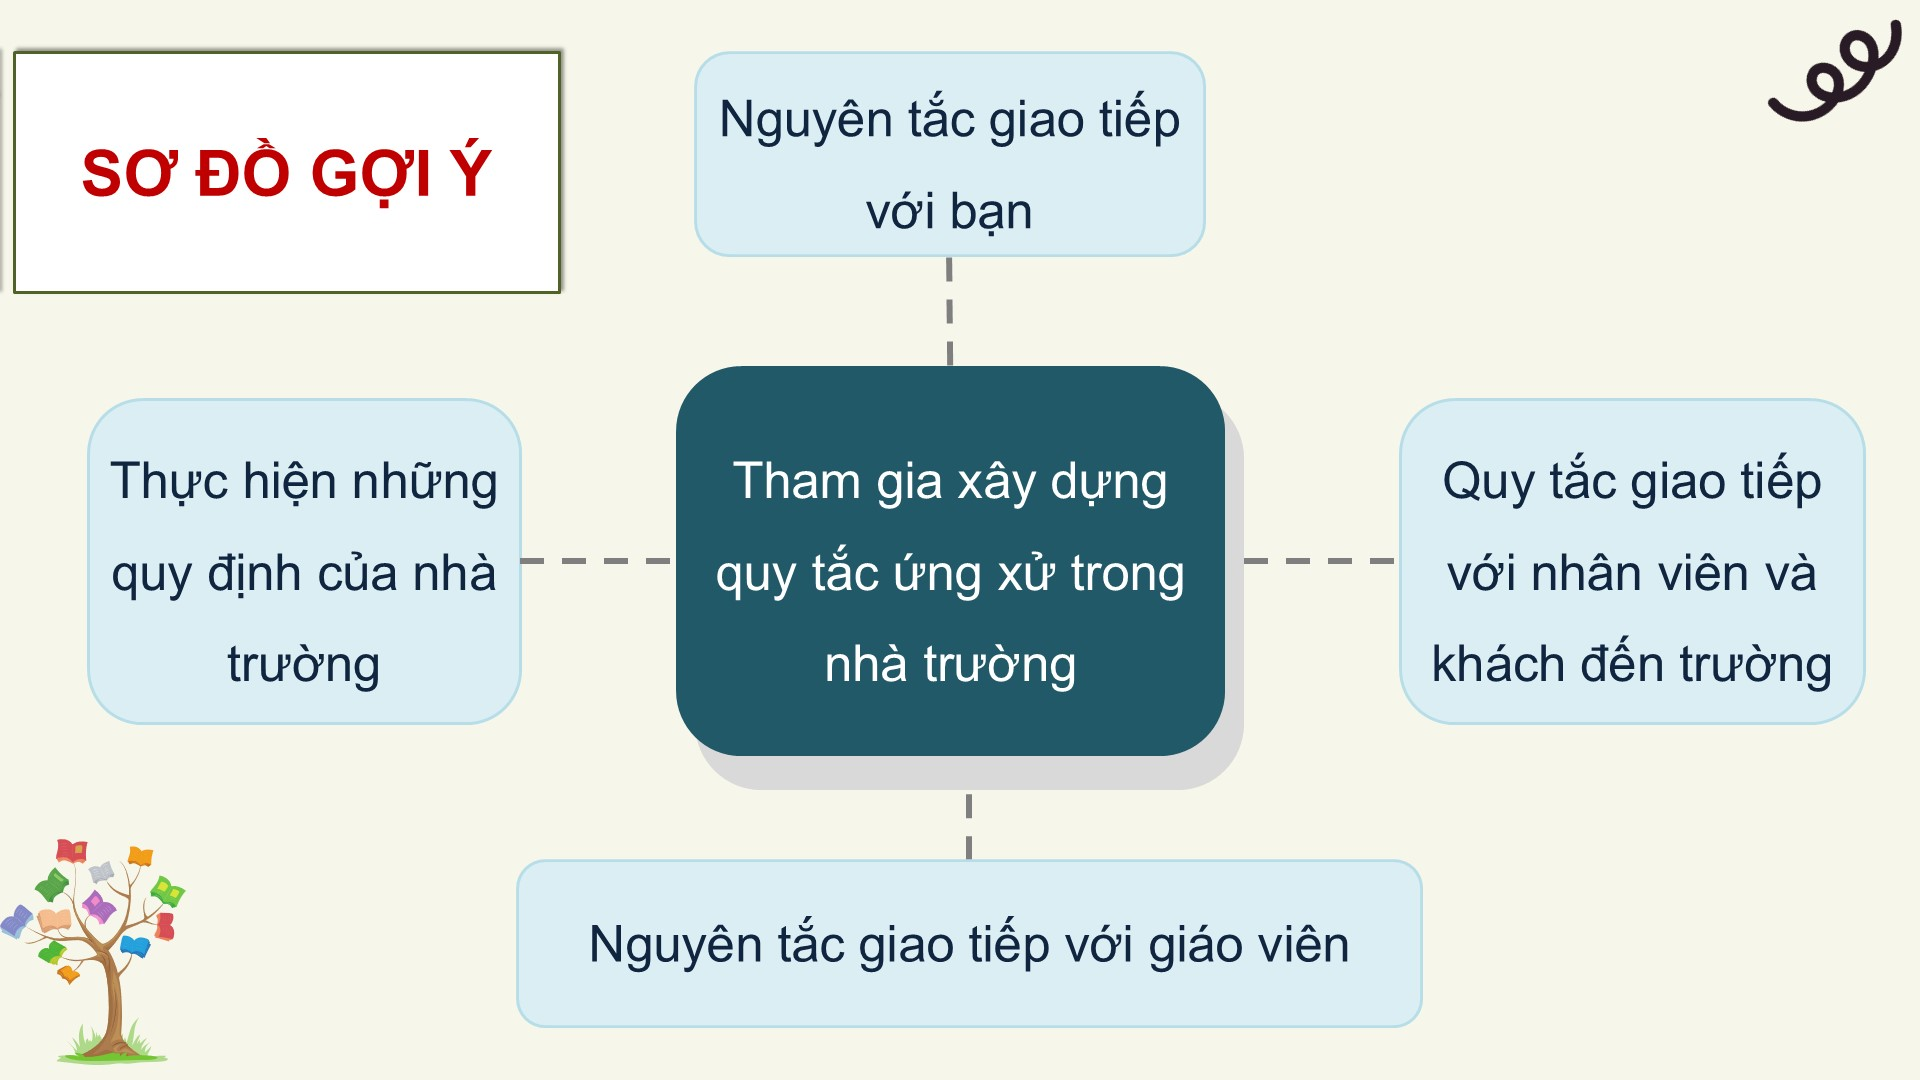 SƠ ĐỒ GỢI Ý
Nguyên tắc giao tiếp
với bạn
Thực hiện những
quy định của nhà
trường
Tham gia xây dựng
quy tắc ứng xử trong
nhà trường
Quy tắc giao tiếp
với nhân viên và
khách đến trường
Nguyên tắc giao tiếp với giáo viên